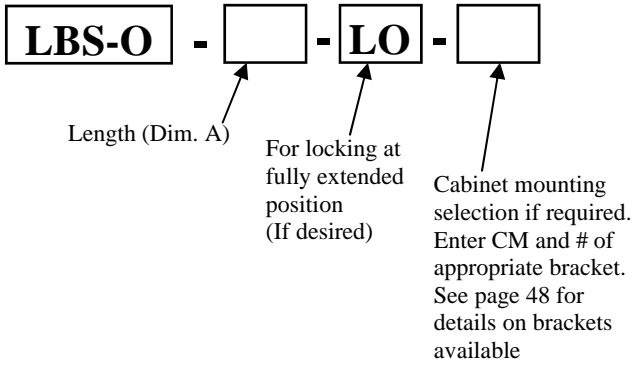 LBS-O - - LO -
Length (Dim. A)
For locking at
fully extended
position
(If desired)
Cabinet mounting
selection if required.
Enter CM and # of
appropriate bracket.
See page 48 for
details on brackets
available